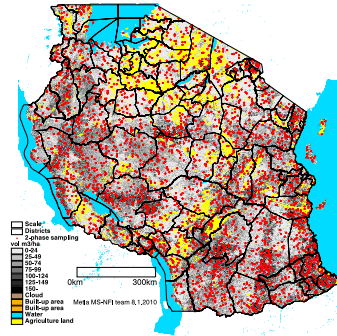 Scale
Districts
2-phase sampling
vol m3/ha
0-24
25-49
50-74
75-99
100-124
125-149
150-
Cloud
Built-up area
Built-up area
Water
Agriculture land
0 300km
Metla MS-NFI team 8,1,2010